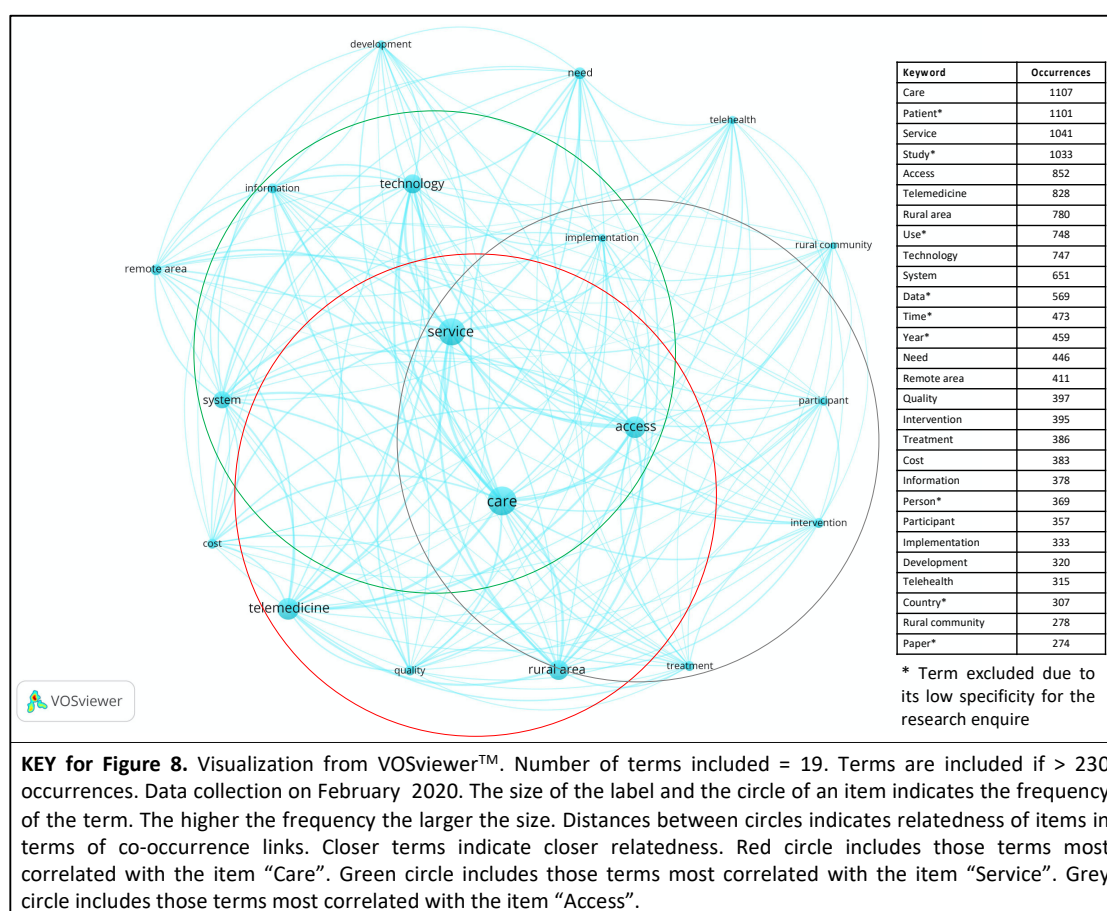 development
need
telehealth
technology
information
implementation
rural community
remote area
service
system
participant
access
care
intervention
cost
telemedicine
quality
rural area
treatment
VOSviewer
Keyword Occurrences
Care 1107
Patient* 1101
Service 1041
Study* 1033
Access 852
Telemedicine 828
Rural area 780
Use* 748
Technology 747
System 651
Data* 569
Time* 473
Year* 459
Need 446
Remote area 411
Quality 397
Intervention 395
Treatment 386
Cost 383
Information 378
Person* 369
Participant 357
Implementation 333
Development 320
Telehealth 315
Country* 307
Rural community 278
Paper* 274
* Term excluded due to
its low specificity for the
research enquire
KEY for Figure 8. Visualization from VOSviewer™. Number of terms included = 19. Terms are included if > 230
occurrences. Data collection on February 2020. The size of the label and the circle of an item indicates the frequency
of the term. The higher the frequency the larger the size. Distances between circles indicates relatedness of items in
terms of co-occurrence links. Closer terms indicate closer relatedness. Red circle includes those terms most
correlated with the item “Care”. Green circle includes those terms most correlated with the item “Service”. Grey
circle includes those terms most correlated with the item “Access”.